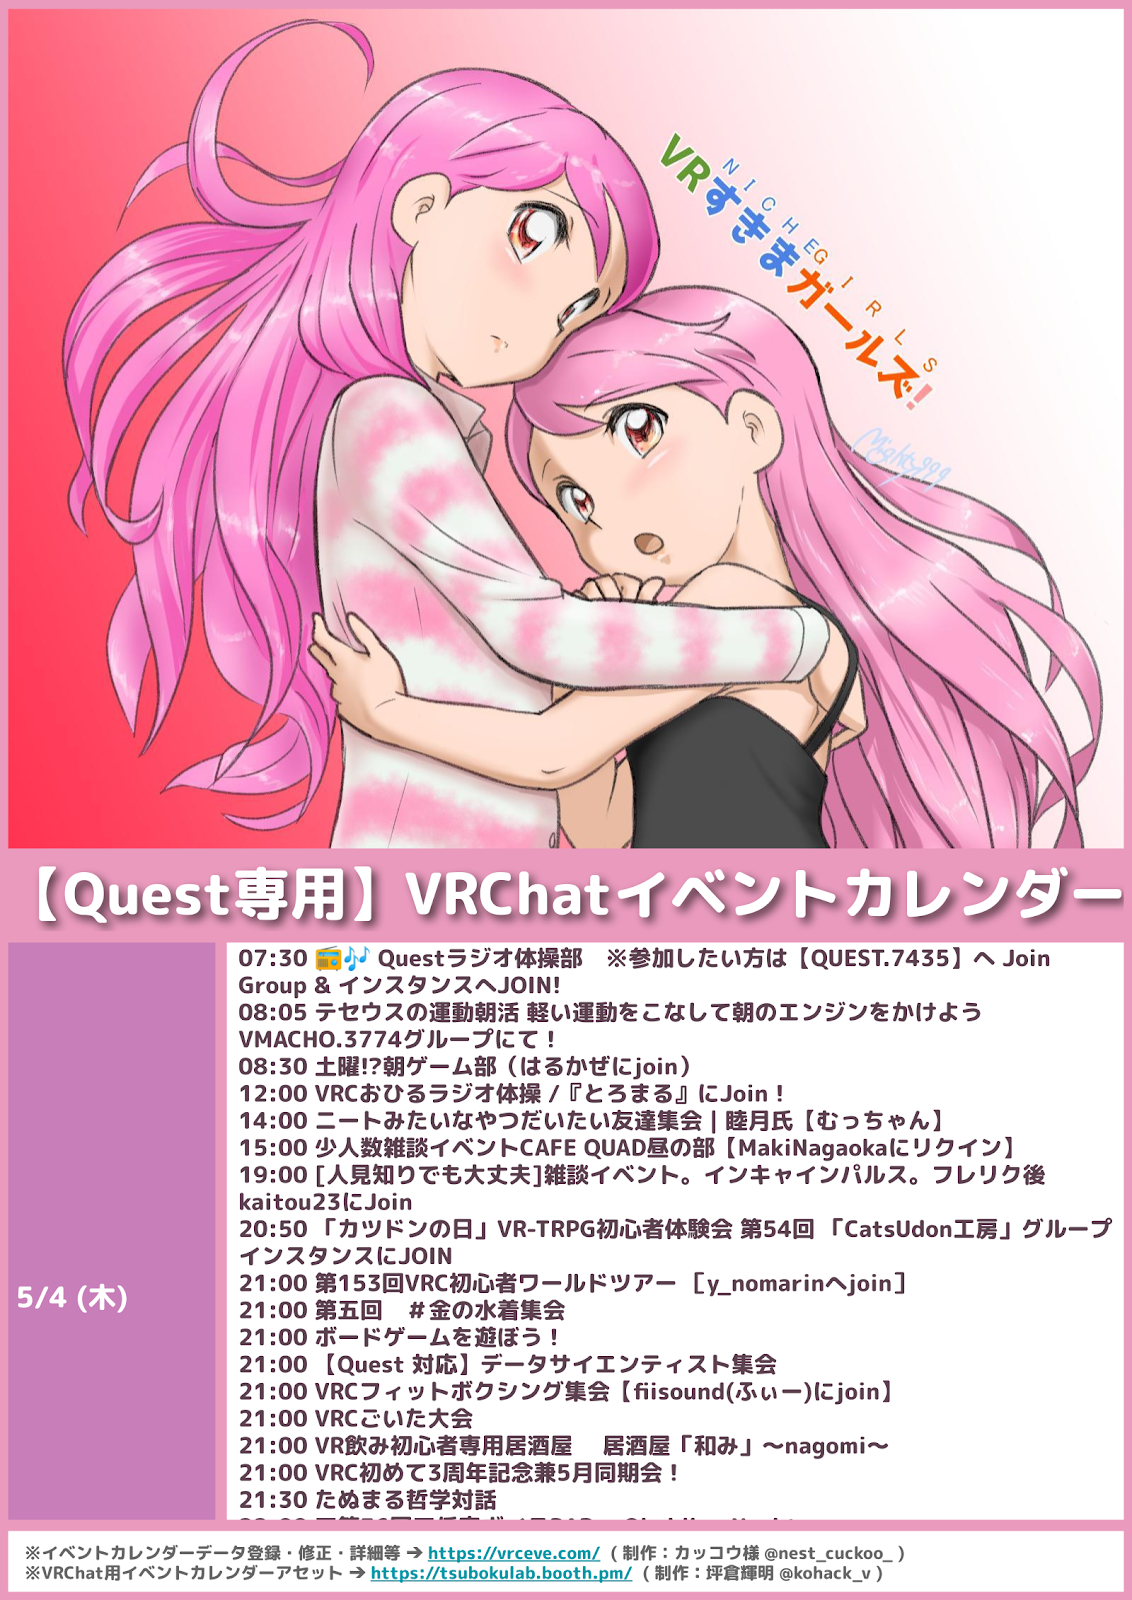 VRすきまガールズ!
NICHE GIRLS
Mighty999
【Quest専用】VRChatイベントカレンダー
5/4 (木)
07:30 📻🎶 Questラジオ体操部　※参加したい方は【QUEST.7435】へ Join
Group & インスタンスへJOIN!
08:05 テセウスの運動朝活 軽い運動をこなして朝のエンジンをかけよう
VMACHO.3774グループにて！
08:30 土曜!?朝ゲーム部（はるかぜにjoin）
12:00 VRCおひるラジオ体操 /『とろまる』にJoin！
14:00 ニートみたいなやつだいたい友達集会 | 睦月氏【むっちゃん】
15:00 少人数雑談イベントCAFE QUAD昼の部【MakiNagaokaにリクイン】
19:00 [人見知りでも大丈夫]雑談イベント。インキャインパルス。フレリク後
kaitou23にJoin
20:50 「カツドンの日」VR-TRPG初心者体験会 第54回 「CatsUdon工房」グループ
インスタンスにJOIN
21:00 第153回VRC初心者ワールドツアー ［y_nomarinへjoin］
21:00 第五回　＃金の水着集会
21:00 ボードゲームを遊ぼう！
21:00 【Quest 対応】データサイエンティスト集会
21:00 VRCフィットボクシング集会【fiisound(ふぃー)にjoin】
21:00 VRCごいた大会
21:00 VR飲み初心者専用居酒屋　 居酒屋「和み」～nagomi～
21:00 VRC初めて3周年記念兼5月同期会！
21:30 たぬまる哲学対話
※イベントカレンダーデータ登録・修正・詳細等 ➔ https://vrceve.com/ （ 制作：カッコウ様 @nest_cuckoo_ ）
※VRChat用イベントカレンダーアセット ➔ https://tsubokulab.booth.pm/ （ 制作：坪倉輝明 @kohack_v ）